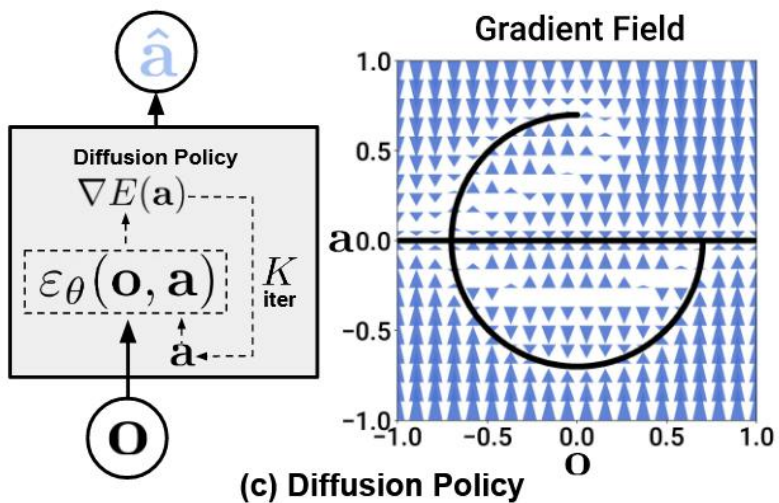 â
Diffusion Policy
∇E(a)
ε_θ(o, a)
K
iter
a
o
Gradient Field
1.0
0.5
a
0.0
−0.5
−1.0
−1.0 −0.5 0.0 0.5 1.0
o
(c) Diffusion Policy